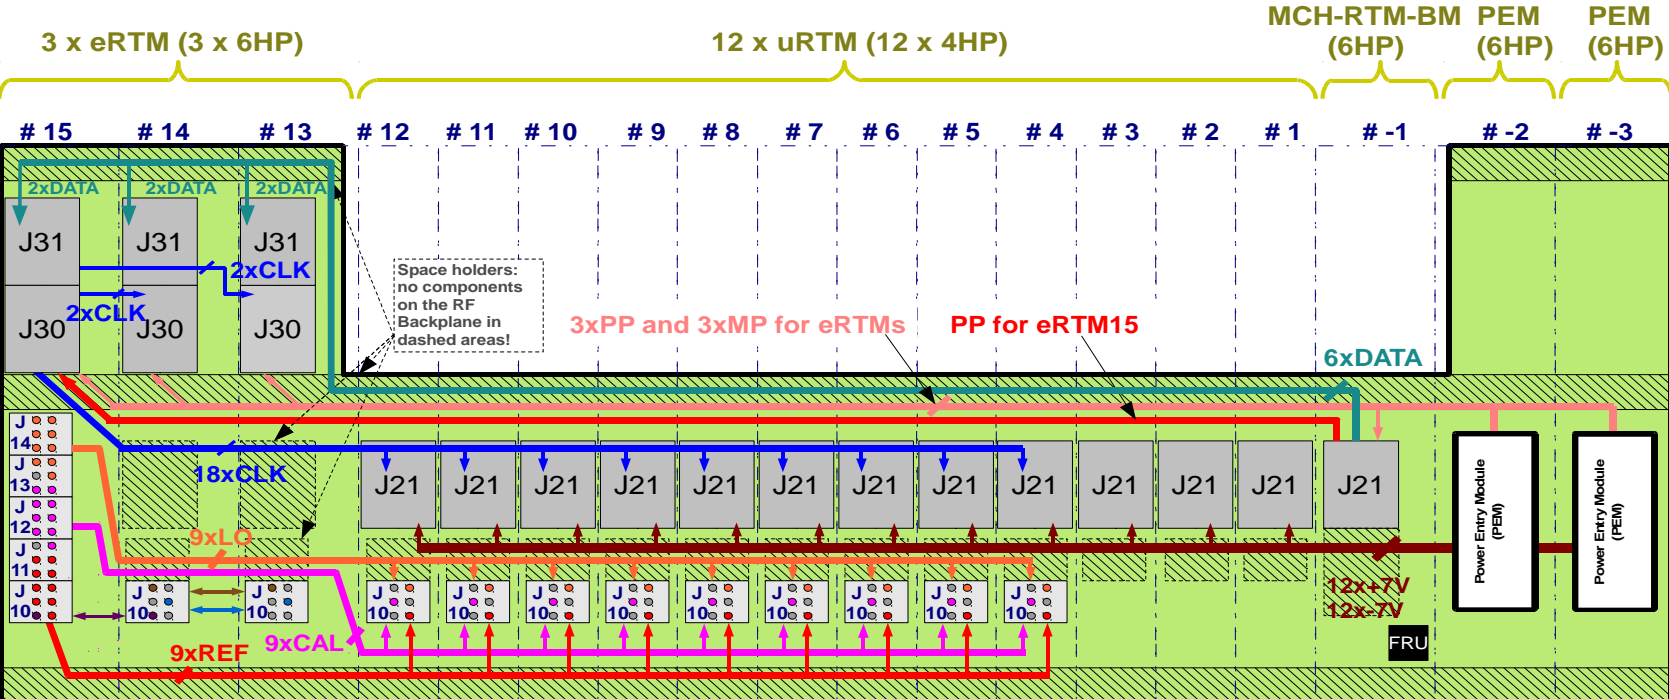 3 x eRTM (3 x 6HP)
12 x uRTM (12 x 4HP)
MCH-RTM-BM
(6HP)
PEM
(6HP)
PEM
(6HP)
# 15
# 14
# 13
# 12
# 11
# 10
# 9
# 8
# 7
# 6
# 5
# 4
# 3
# 2
# 1
# -1
# -2
# -3
2xDATA
2xDATA
2xDATA
J31
J31
J31
2xCLK
2xCLK
J30
J30
J30
Space holders:
no components
on the RF
Backplane in
dashed areas!
3xPP and 3xMP for eRTMs
PP for eRTM15
6xDATA
J
14
J
13
J
12
J
11
J
10
18xCLK
J21
J21
J21
J21
J21
J21
J21
J21
J21
J21
J21
J21
J21
Power Entry Module
(PEM)
Power Entry Module
(PEM)
9xLO
12x+7V
12x-7V
J
10
J
10
J
10
J
10
J
10
J
10
J
10
J
10
J
10
J
10
J
10
9xCAL
9xREF
FRU